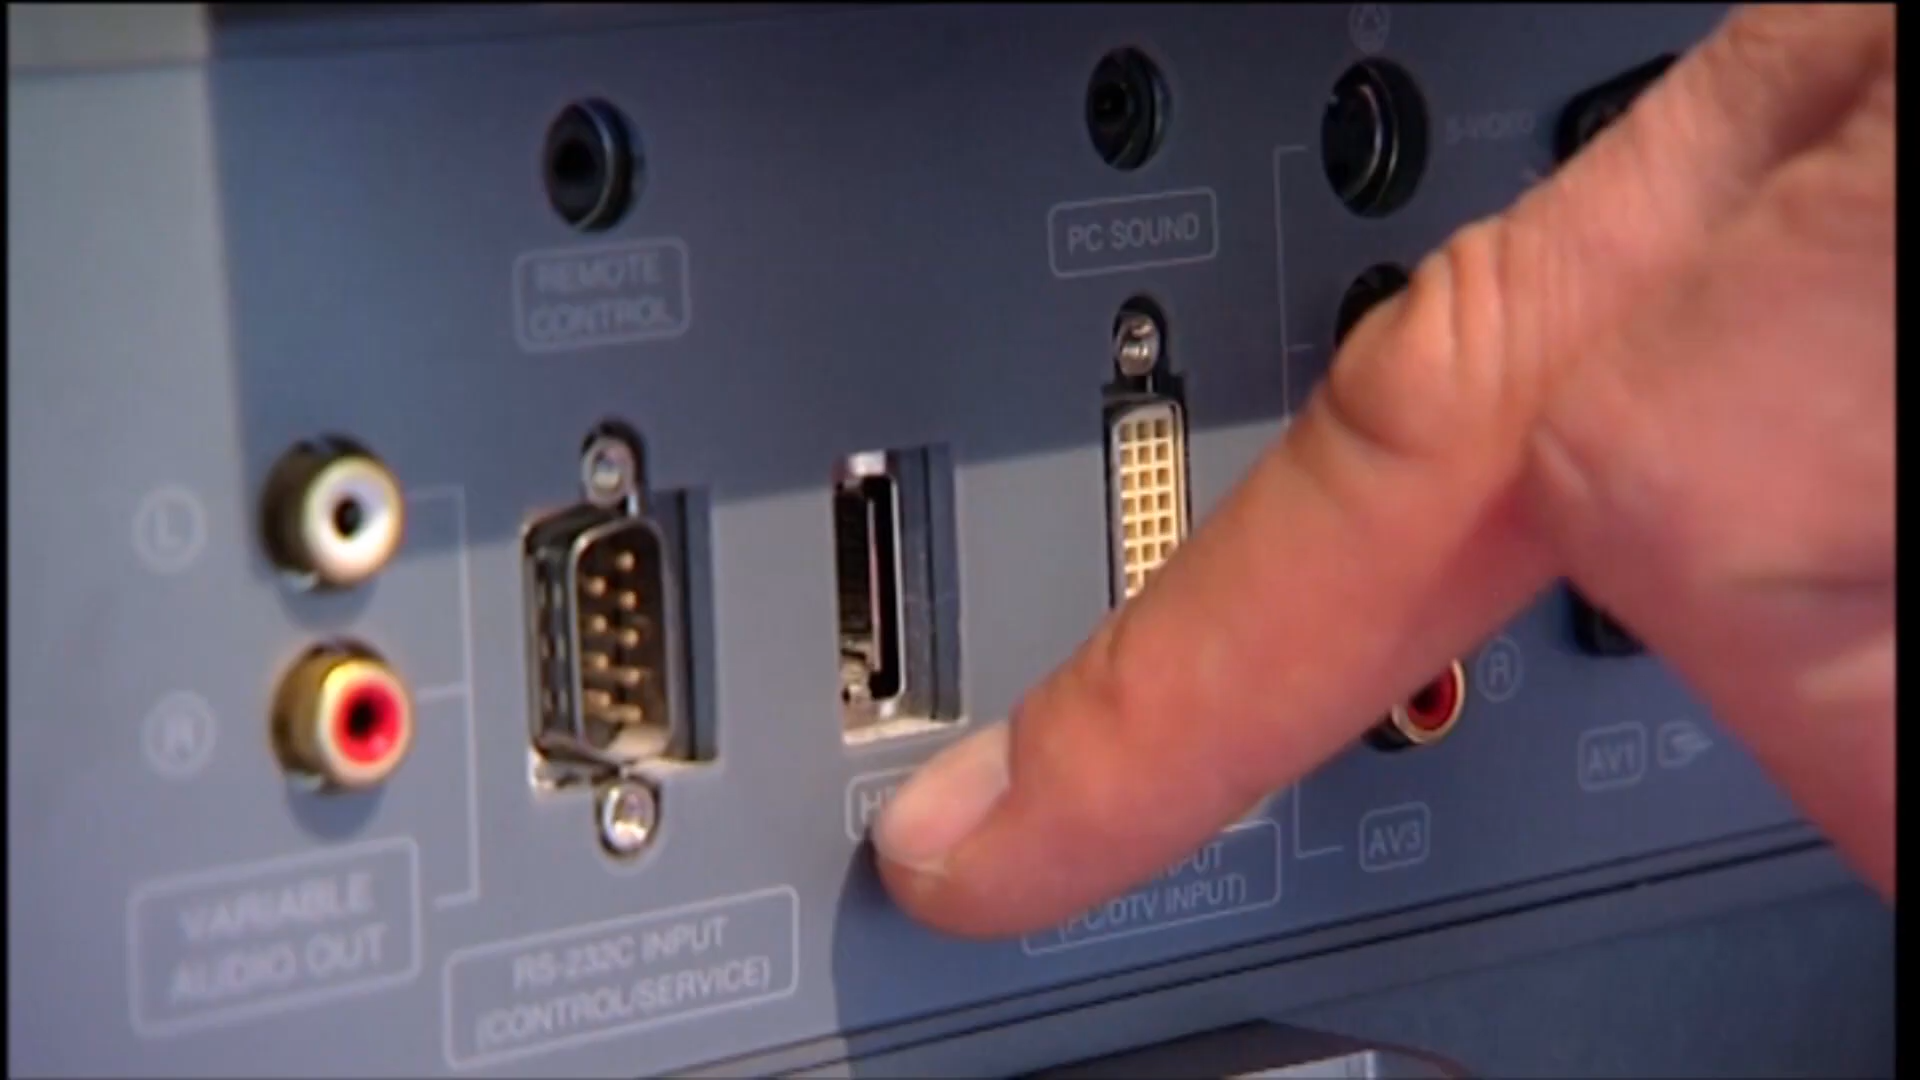 S-VIDEO
PC SOUND
REMOTE
CONTROL
L
R
R
AV1
AV3
VARIABLE
AUDIO OUT
RS-232C INPUT
(CONTROL/SERVICE)
(PC/DTV INPUT)